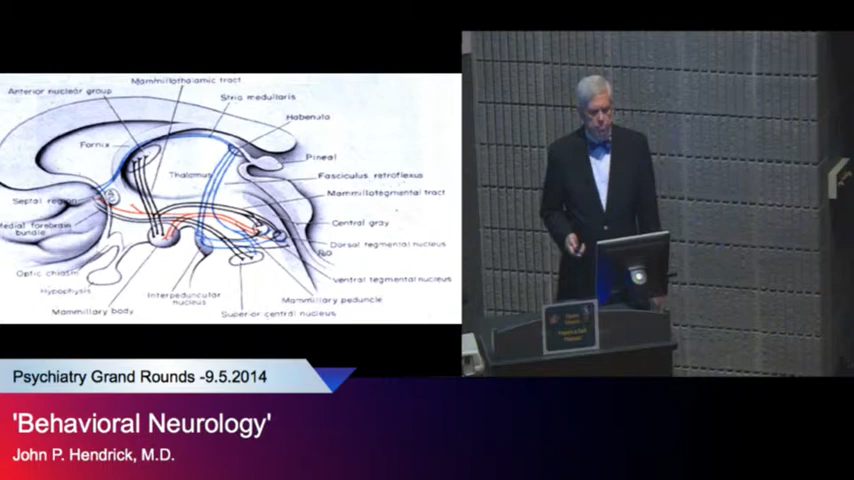 Mammillothalamic tract
Anterior nuclear group
Stria medullaris
Habenula
Fornix
Pineal
Thalamus
Fasciculus retroflexus
Mammillotegmental tract
Septal region
Central gray
Medial forebrain
bundle
Dorsal tegmental nucleus
Optic chiasm
Ventral tegmental nucleus
Hypophysis
Interpeduncular
nucleus
Mammillary peduncle
Mammillary body
Superior central nucleus
Psychiatry Grand Rounds -9.5.2014
'Behavioral Neurology'
John P. Hendrick, M.D.